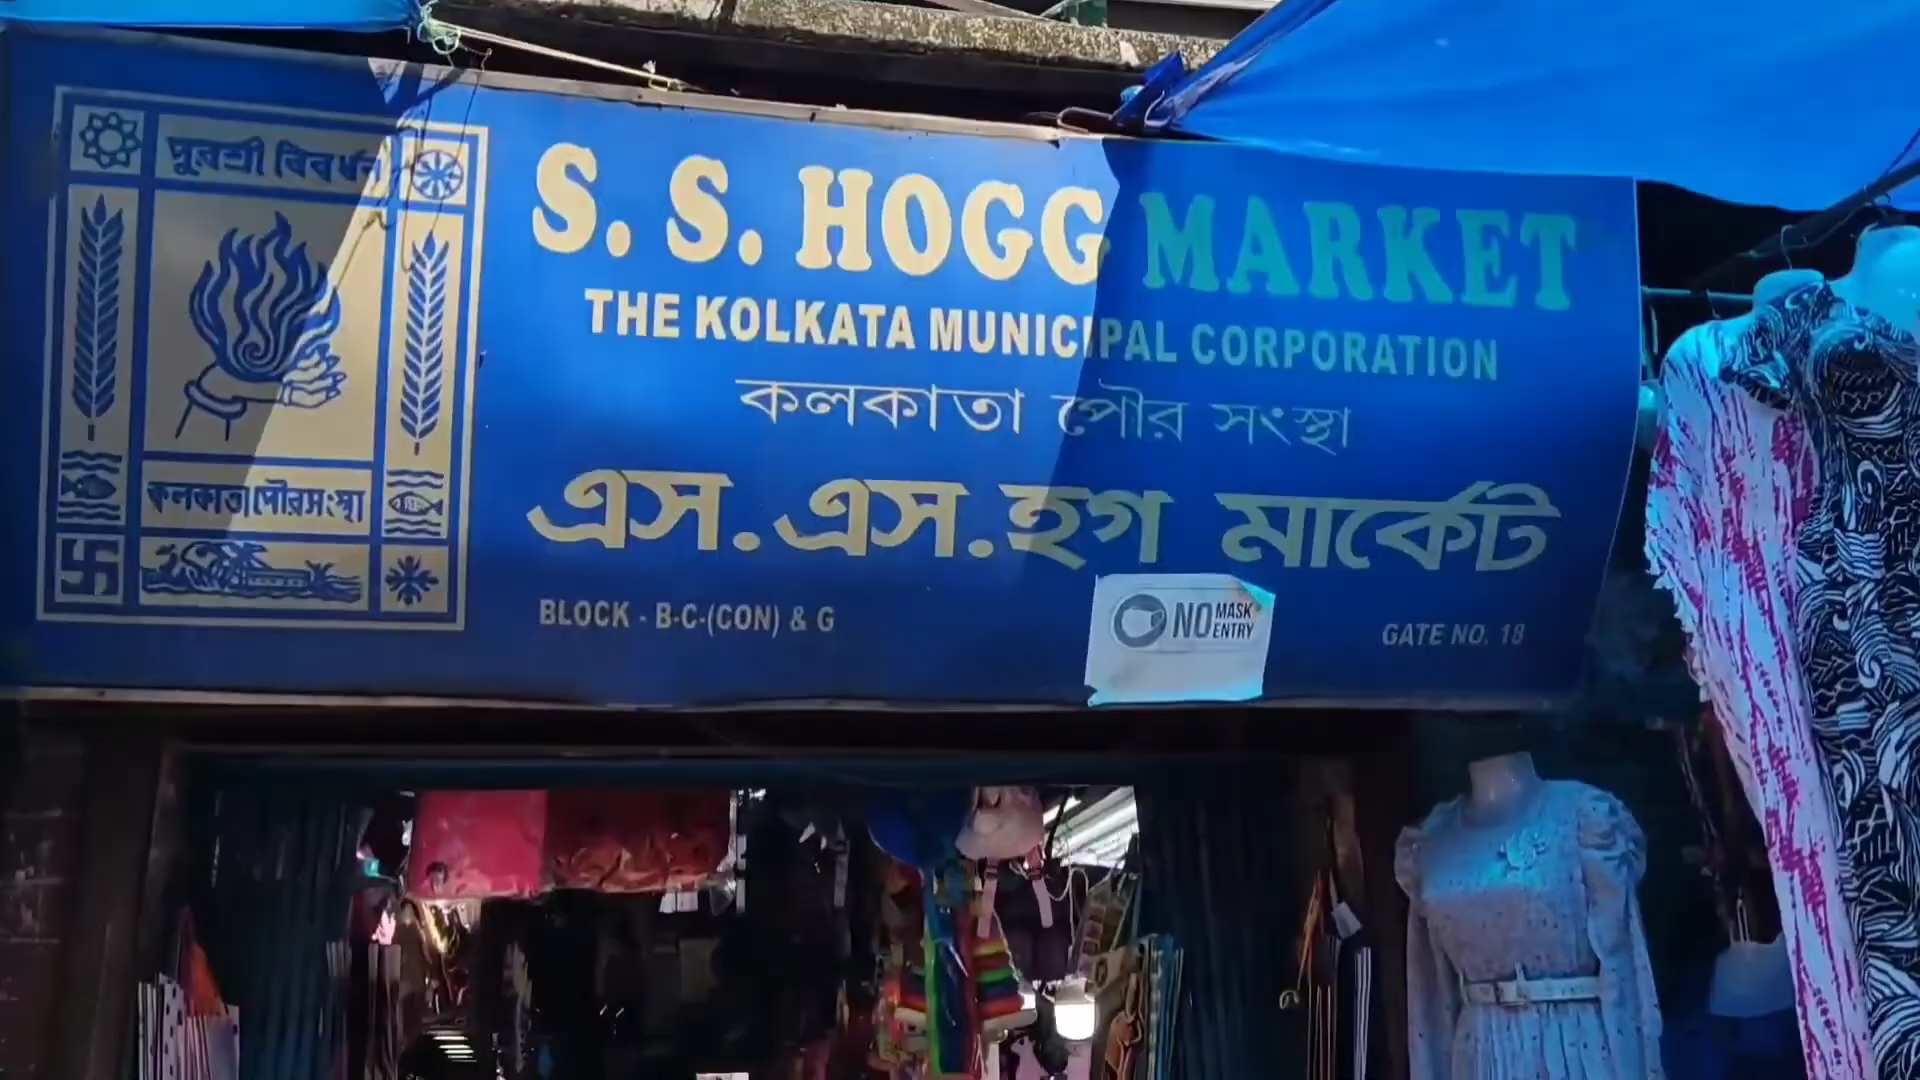 পুরশ্রী বিবর্ধন
কলকাতা পৌরসংস্থা
S. S. HOGG MARKET
THE KOLKATA MUNICIPAL CORPORATION
কলকাতা পৌর সংস্থা
এস.এস.হগ মার্কেট
BLOCK - B-C-(CON) & G
NO MASK ENTRY
GATE NO. 18